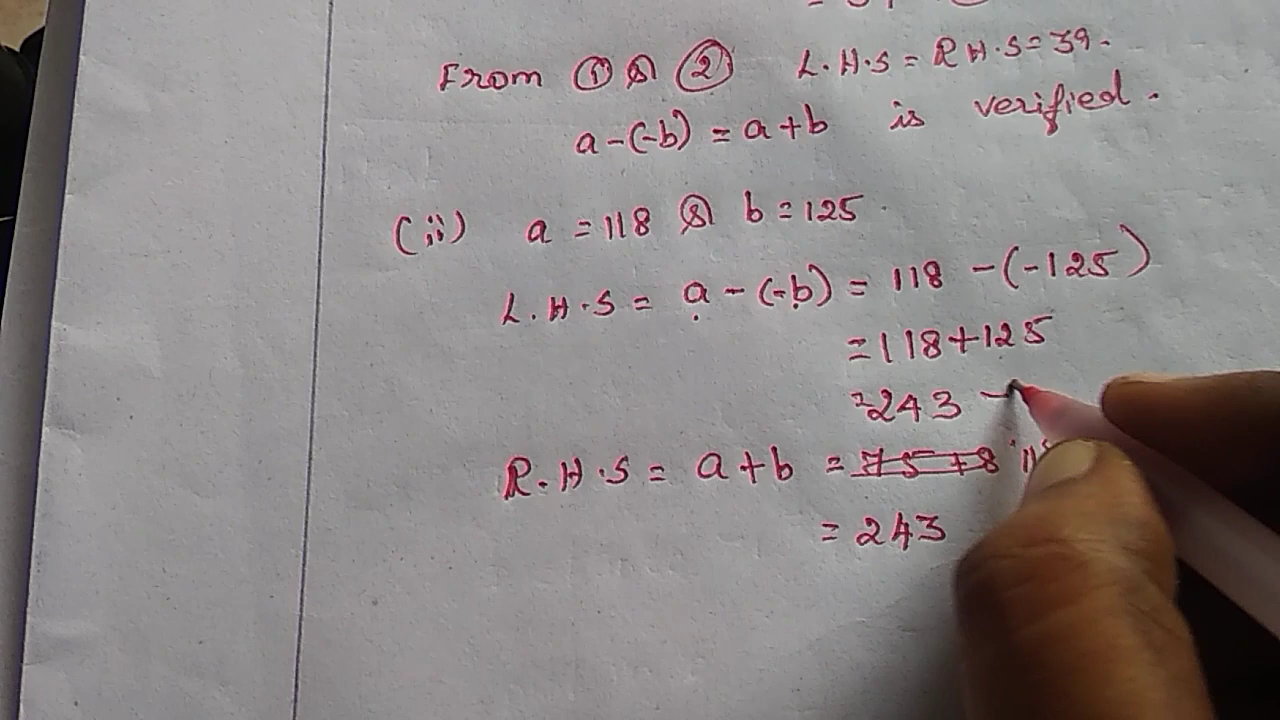 From ① & ② L.H.S = R.H.S = 39.
a-(-b) = a+b is verified.
(ii) a = 118 & b = 125
L.H.S = a-(-b) = 118 -(-125)
= 118+125
= 243 -
R.H.S = a+b =
= 243